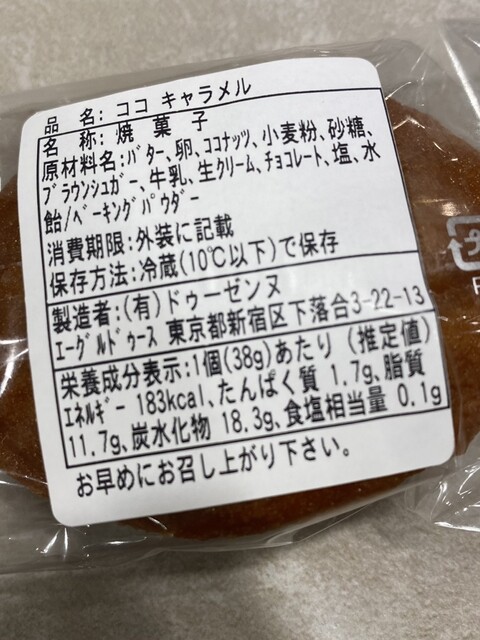 品 名: ココ キャラメル
名 称: 焼 菓 子
原材料名:ﾊﾞﾀｰ、卵、ｺｺﾅｯﾂ、小麦粉、砂糖、
ﾌﾞﾗｳﾝｼｭｶﾞｰ、牛乳、生ｸﾘｰﾑ、ﾁｮｺﾚｰﾄ、塩、水
飴/ﾍﾞｰｷﾝｸﾞﾊﾟｳﾀﾞｰ
消費期限:外装に記載
保存方法:冷蔵(10℃以下)で保存
製造者:(有)ドゥーゼンヌ
ｴｰｸﾞﾙﾄﾞｩｰｽ 東京都新宿区下落合3-22-13
栄養成分表示:1個(38g)あたり (推定値)
ｴﾈﾙｷﾞｰ 183kcal、たんぱく質 1.7g、脂質
11.7g、炭水化物 18.3g、食塩相当量 0.1g
お早めにお召し上がり下さい。
プ
P